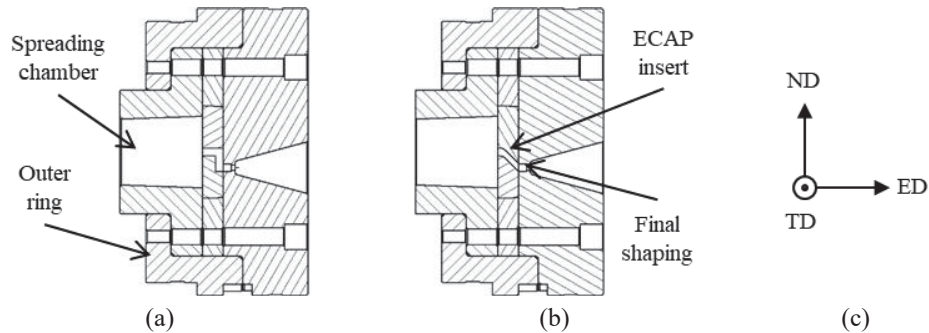 Spreading
chamber
Outer
ring
(a)
ECAP
insert
Final
shaping
(b)
ND
ED
TD
(c)